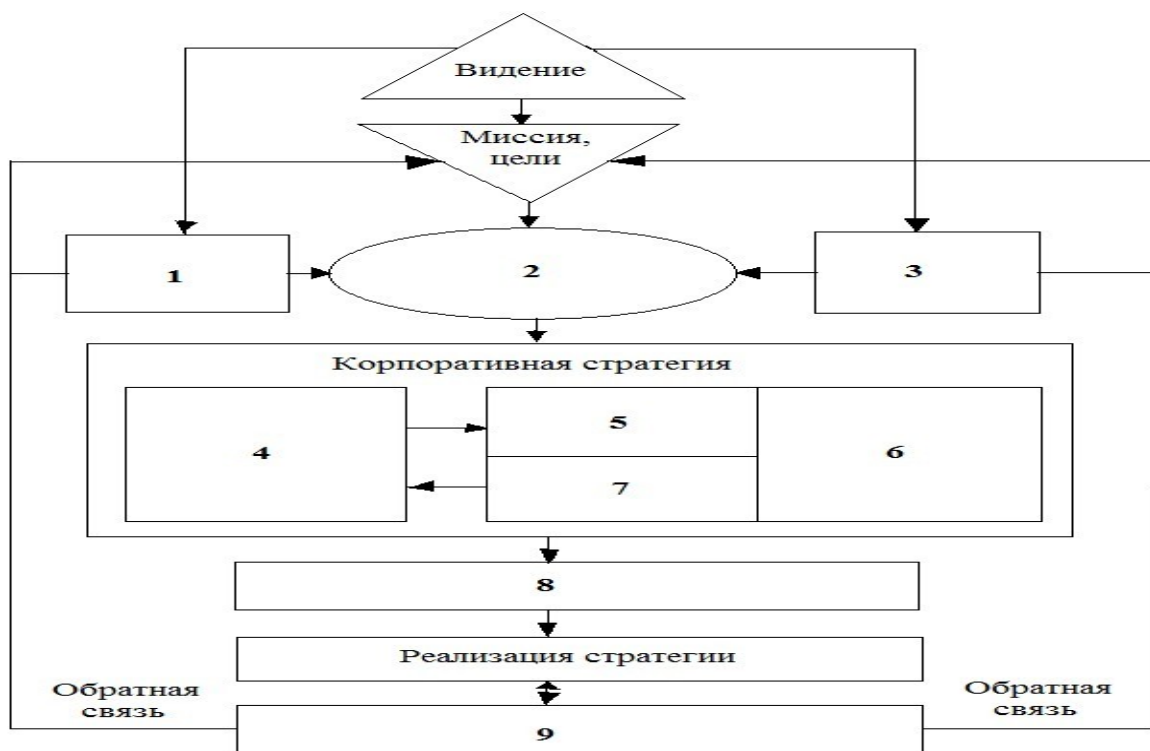 Видение
Миссия,
цели
1
2
3
Корпоративная стратегия
4
5
6
7
8
Реализация стратегии
Обратная
связь
Обратная
связь
9